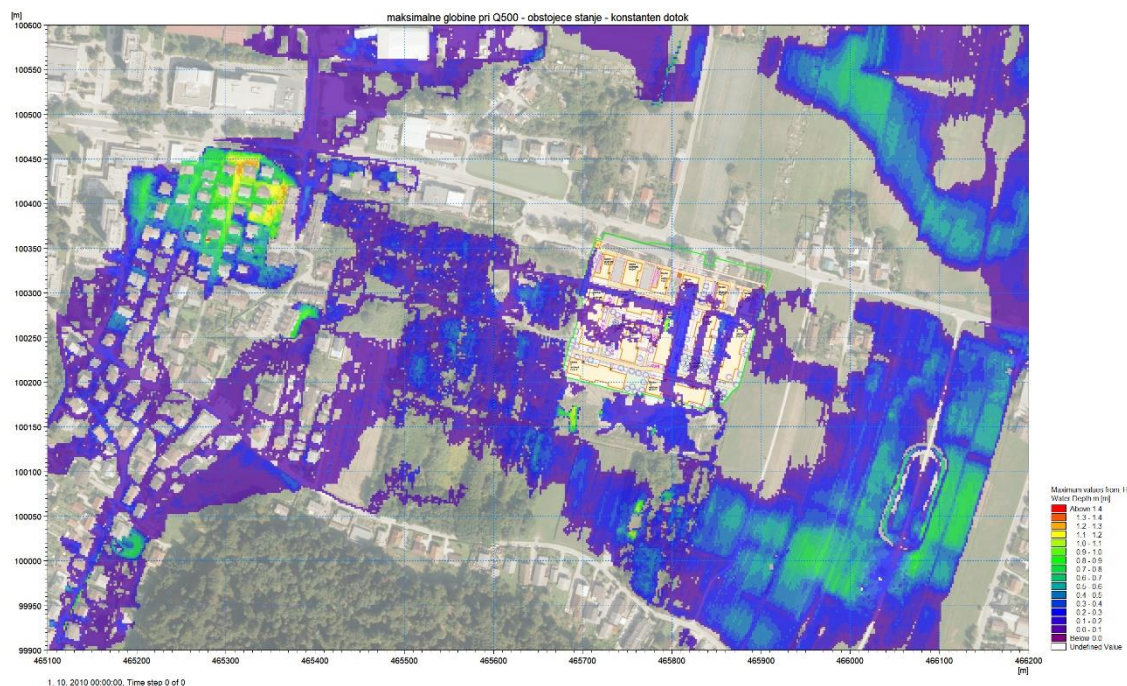 maksimalne globine pri Q500 - obstojece stanje - konstanten dotok
[m]
100600
100550
100500
100450
100400
100350
100300
100250
100200
100150
100100
100050
100000
99950
99900
465100 465200 465300 465400 465500 465600 465700 465800 465900 466000 466100 466200
[m]
Maximum values from: H
Water Depth m [m]
Above 1.4
1.3 - 1.4
1.2 - 1.3
1.1 - 1.2
1.0 - 1.1
0.9 - 1.0
0.8 - 0.9
0.7 - 0.8
0.6 - 0.7
0.5 - 0.6
0.4 - 0.5
0.3 - 0.4
0.2 - 0.3
0.1 - 0.2
0.0 - 0.1
Below 0.0
Undefined Value
1. 10. 2010 00:00:00, Time step 0 of 0